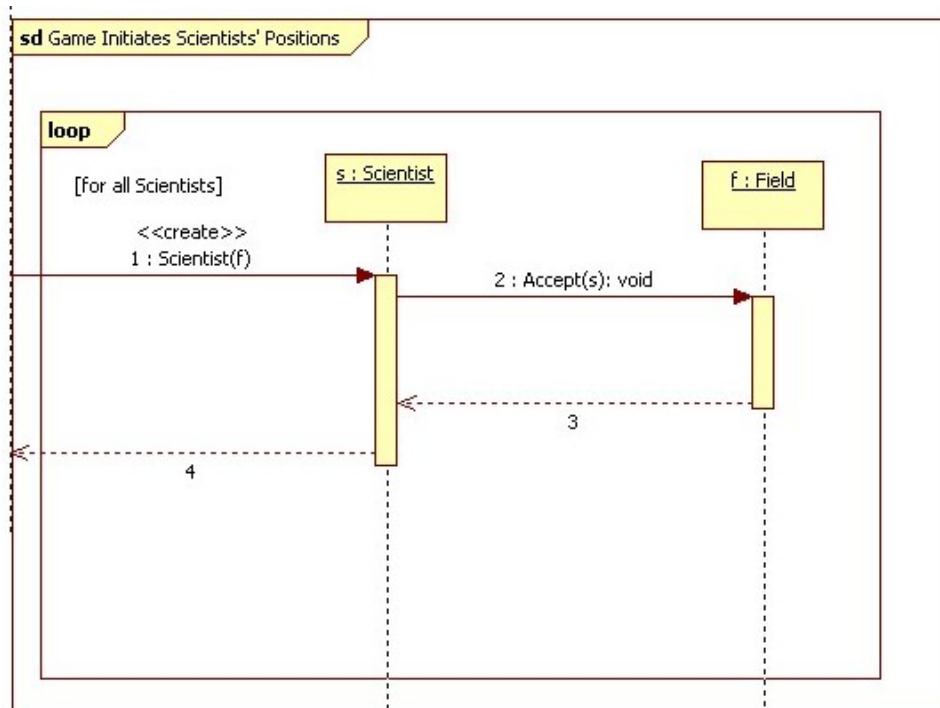 sd Game Initiates Scientists' Positions
loop
[for all Scientists]
s : Scientist
f : Field
<<create>>
1 : Scientist(f)
2 : Accept(s): void
3
4